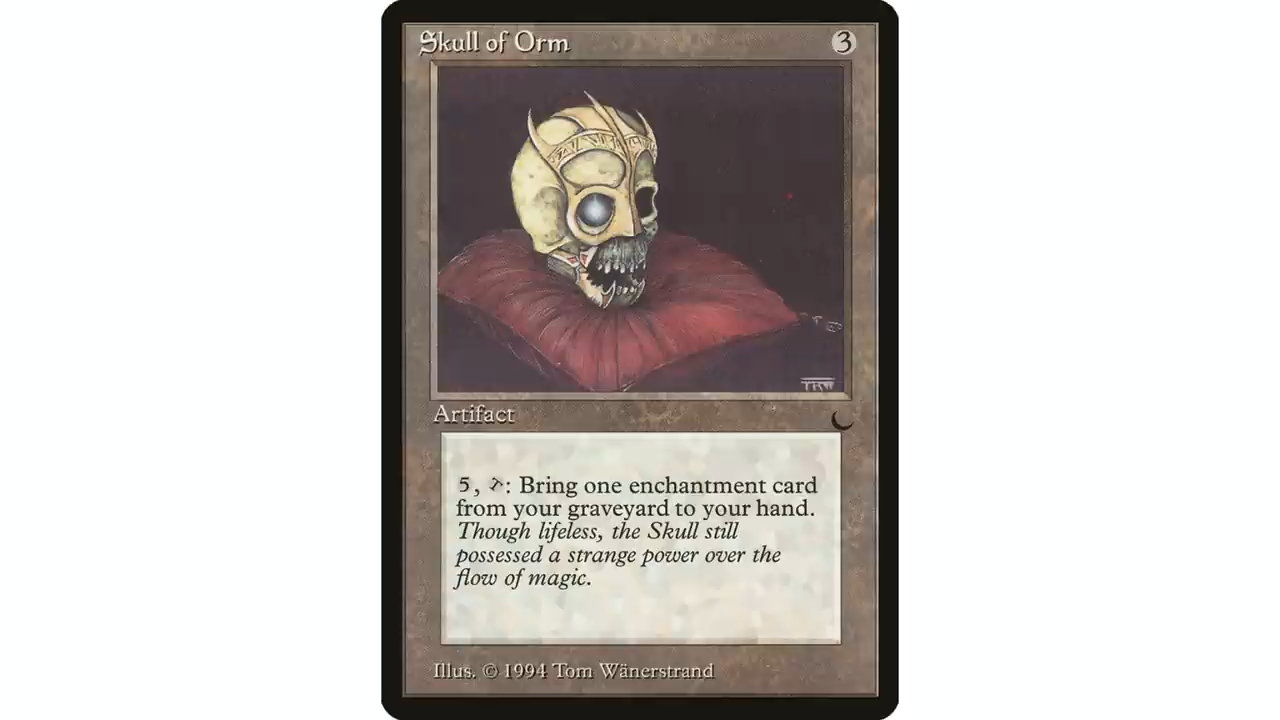 Skull of Orm 3
TRW
Artifact
5, : Bring one enchantment card
from your graveyard to your hand.
Though lifeless, the Skull still
possessed a strange power over the
flow of magic.
Illus. © 1994 Tom Wänerstrand